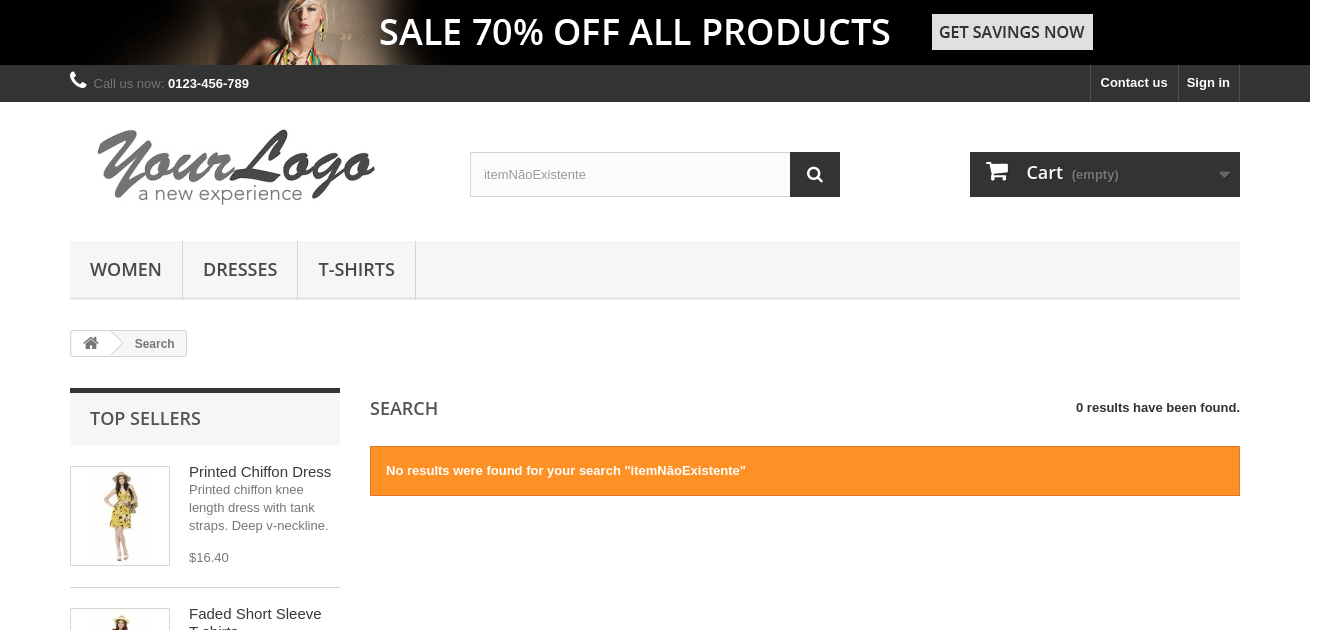 SALE 70% OFF ALL PRODUCTS
GET SAVINGS NOW
Call us now: 0123-456-789
Contact us
Sign in
Your Logo
a new experience
itemNãoExistente
Cart (empty)
WOMEN
DRESSES
T-SHIRTS
Search
TOP SELLERS
Printed Chiffon Dress
Printed chiffon knee
length dress with tank
straps. Deep v-neckline.
$16.40
Faded Short Sleeve
T-shirts
SEARCH
0 results have been found.
No results were found for your search "itemNãoExistente"